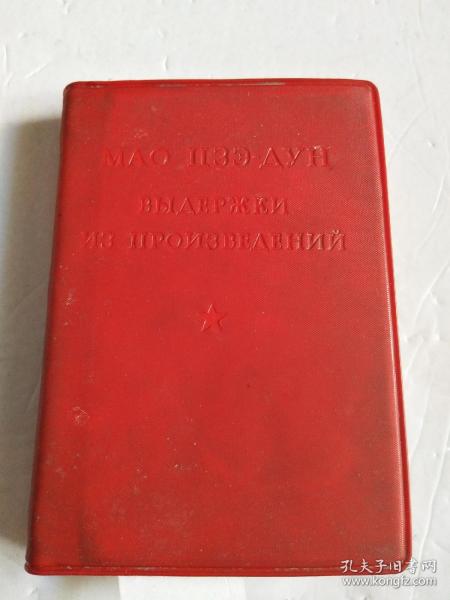 МАО ЦЗЭ-ДУН
ВЫДЕРЖКИ
ИЗ ПРОИЗВЕДЕНИЙ
孔夫子旧书网
www.kongfz.com